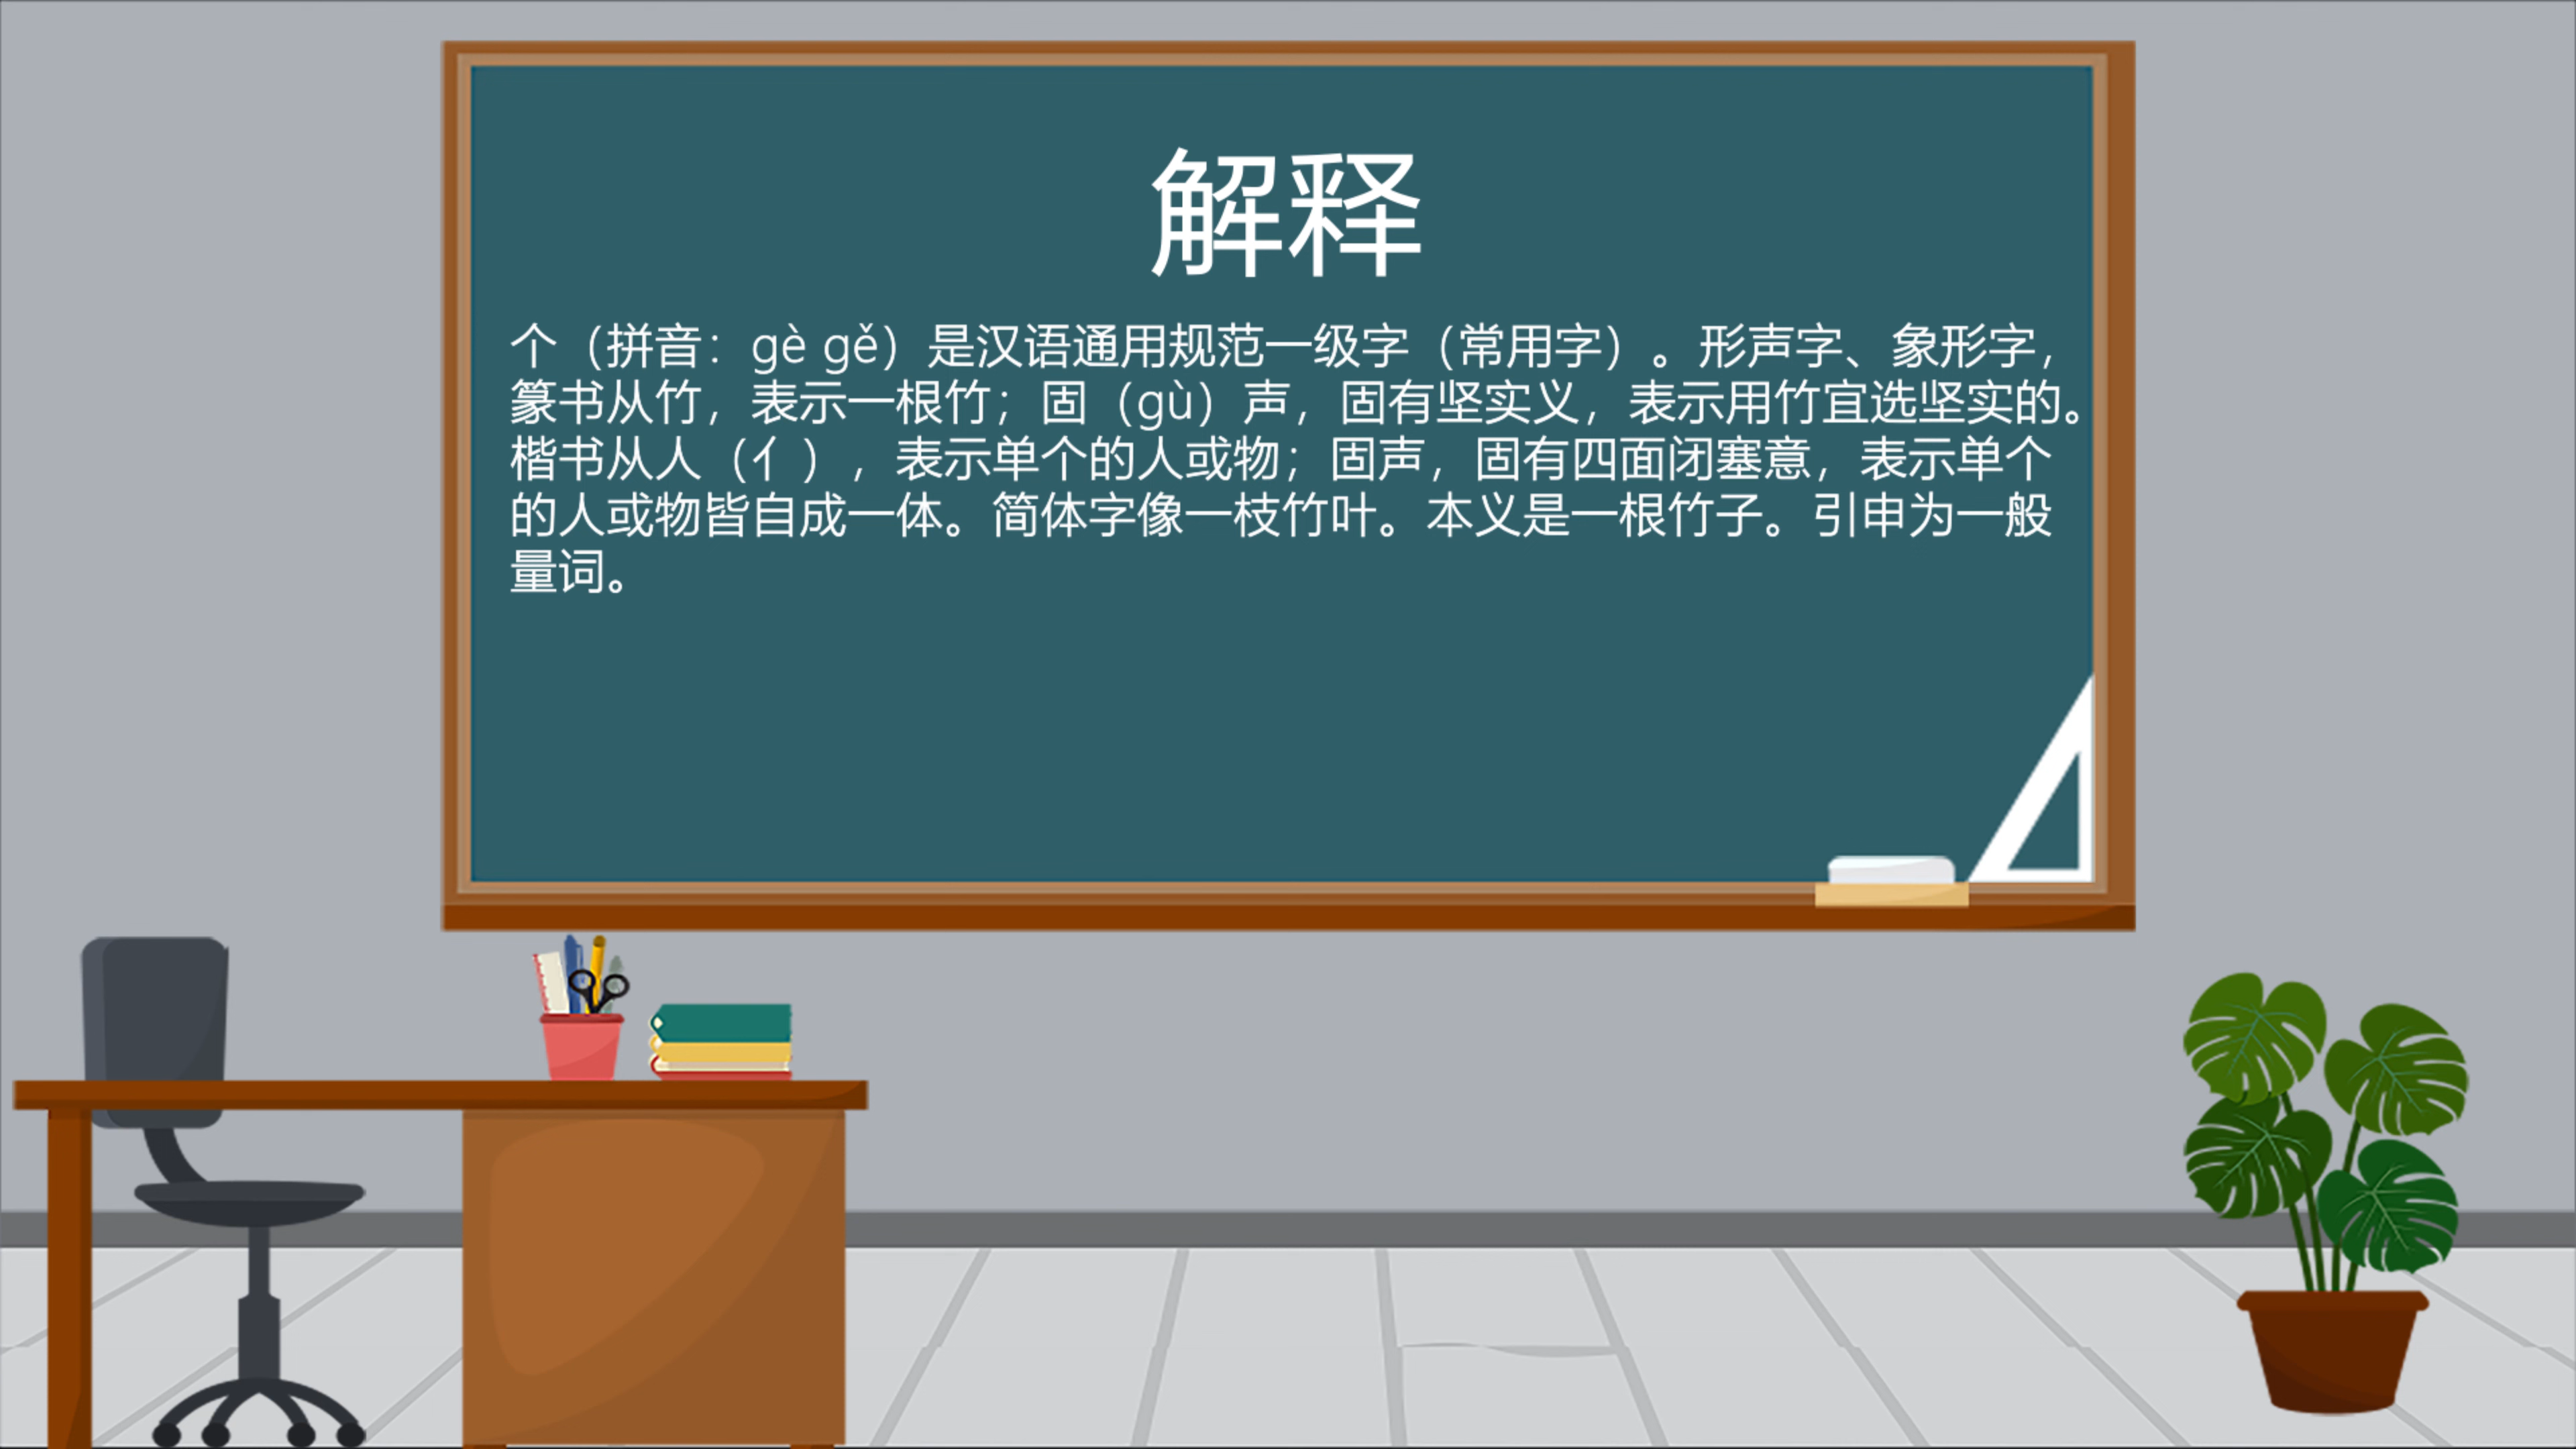 解释
个（拼音：gè gě）是汉语通用规范一级字（常用字）。形声字、象形字，
篆书从竹，表示一根竹；固（gù）声，固有坚实义，表示用竹宜选坚实的。
楷书从人（亻），表示单个的人或物；固声，固有四面闭塞意，表示单个
的人或物皆自成一体。简体字像一枝竹叶。本义是一根竹子。引申为一般
量词。